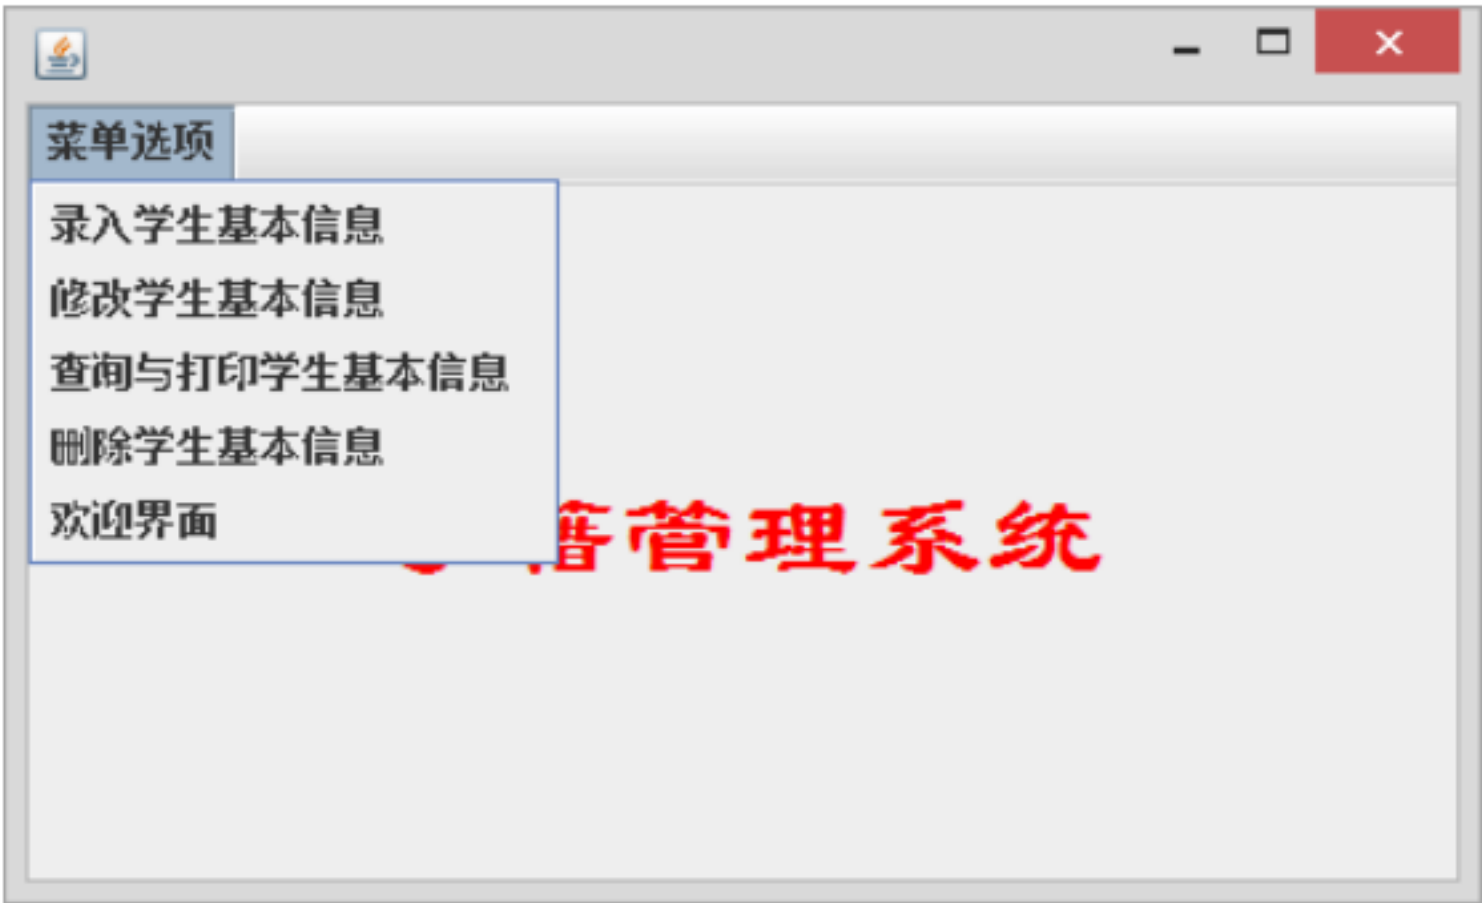 菜单选项
录入学生基本信息
修改学生基本信息
查询与打印学生基本信息
删除学生基本信息
欢迎界面
籍管理系统